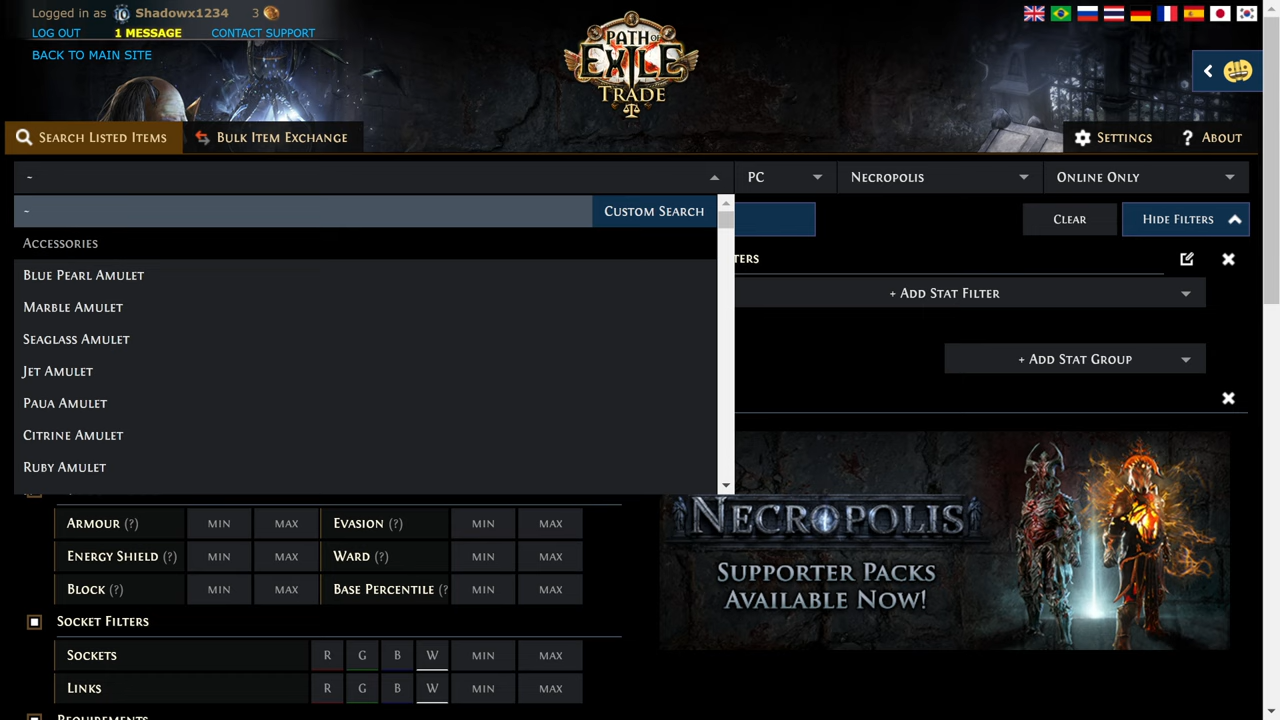 Logged in as Shadowx1234 3
LOG OUT 1 MESSAGE CONTACT SUPPORT
BACK TO MAIN SITE
PATH OF EXILE TRADE
SEARCH LISTED ITEMS BULK ITEM EXCHANGE SETTINGS ? ABOUT
~ PC NECROPOLIS ONLINE ONLY
~ CUSTOM SEARCH CLEAR HIDE FILTERS
ACCESSORIES
TERS
BLUE PEARL AMULET
+ ADD STAT FILTER
MARBLE AMULET
SEAGLASS AMULET
+ ADD STAT GROUP
JET AMULET
PAUA AMULET
CITRINE AMULET
RUBY AMULET
ARMOUR (?) MIN MAX EVASION (?) MIN MAX
ENERGY SHIELD (?) MIN MAX WARD (?) MIN MAX
BLOCK (?) MIN MAX BASE PERCENTILE (? MIN MAX
NECROPOLIS
SUPPORTER PACKS
AVAILABLE NOW!
SOCKET FILTERS
SOCKETS R G B W MIN MAX
LINKS R G B W MIN MAX
REQUIREMENTS